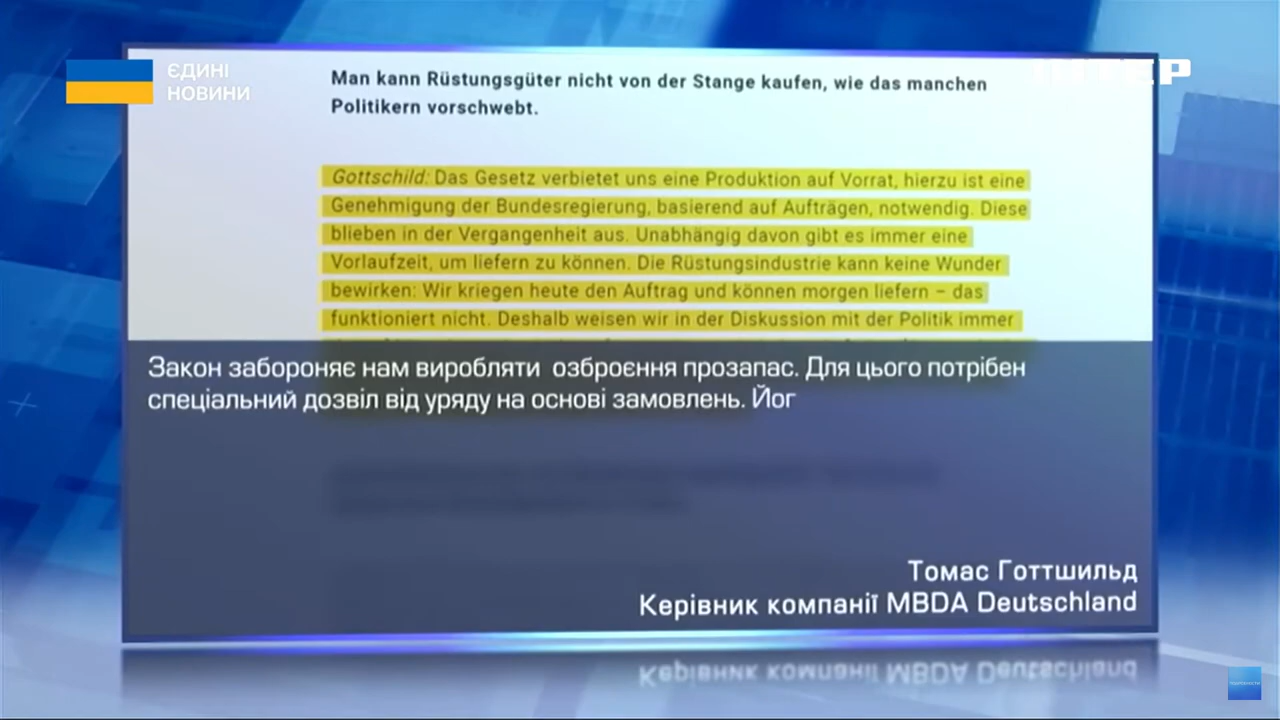 ЄДИНІ
НОВИНИ
ІНТЕР
Man kann Rüstungsgüter nicht von der Stange kaufen, wie das manchen
Politikern vorschwebt.
Gottschild: Das Gesetz verbietet uns eine Produktion auf Vorrat, hierzu ist eine
Genehmigung der Bundesregierung, basierend auf Aufträgen, notwendig. Diese
blieben in der Vergangenheit aus. Unabhängig davon gibt es immer eine
Vorlaufzeit, um liefern zu können. Die Rüstungsindustrie kann keine Wunder
bewirken: Wir kriegen heute den Auftrag und können morgen liefern – das
funktioniert nicht. Deshalb weisen wir in der Diskussion mit der Politik immer
Закон забороняє нам виробляти озброєння прозапас. Для цього потрібен
спеціальний дозвіл від уряду на основі замовлень. Йог
Томас Готтшильд
Керівник компанії MBDA Deutschland